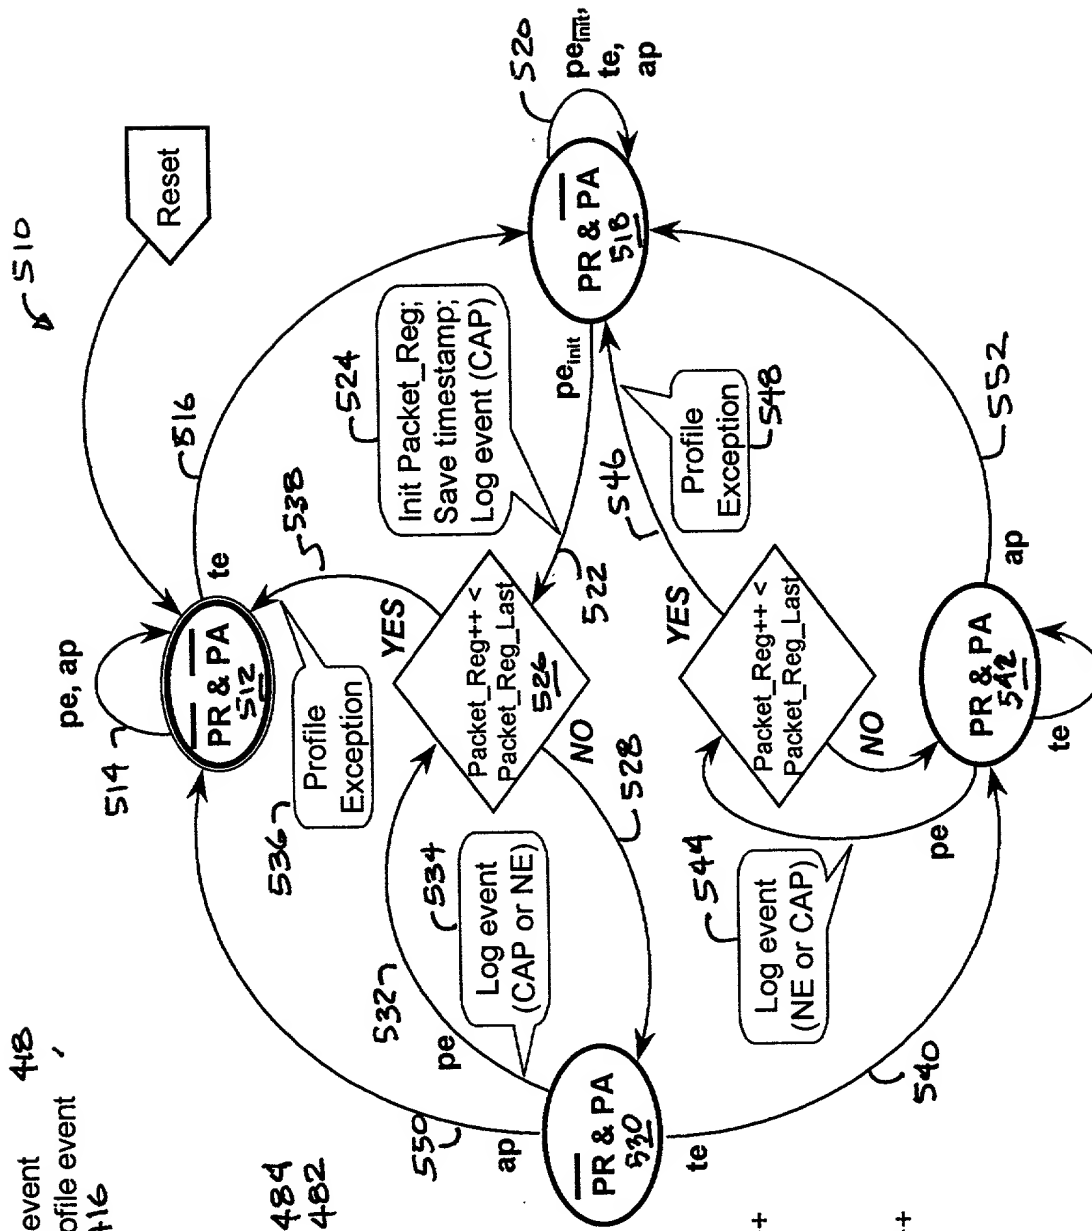 event 418
ofile event
416
484
482
550
ap
PR & PA
530
te
pe
532
534
Log event
(CAP or NE)
514
pe, ap
PR & PA
512
te
536
Profile
Exception
538
516
510
Reset
YES
Packet_Reg++ <
Packet_Reg_Last
526
NO
528
522
524
Init Packet_Reg;
Save timestamp;
Log event (CAP)
pe init
PR & PA
518
520
pe init,
te,
ap
544
Log event
(NE or CAP)
pe
YES
Packet_Reg++ <
Packet_Reg_Last
NO
546
Profile
Exception
548
540
PR & PA
542
te
ap
552
+
+